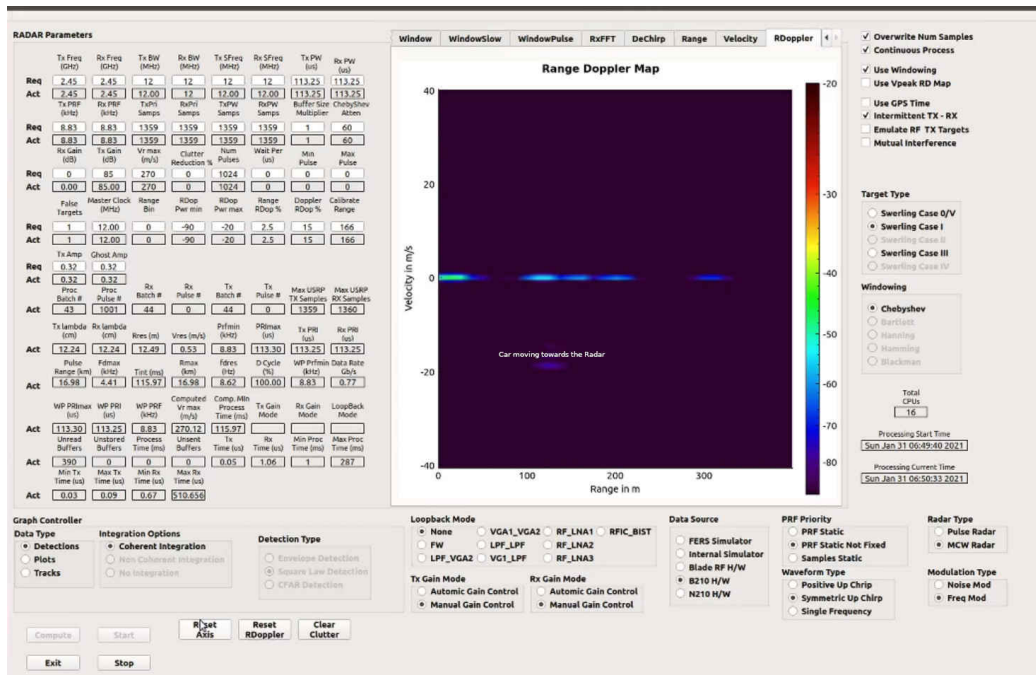 RADAR Parameters
Tx Freq (GHz) Rx Freq (GHz) Tx BW (MHz) Rx BW (MHz) Tx SFreq (MHz) Rx SFreq (MHz) Tx PW (us) Rx PW (us)
Req 2.45 2.45 12 12 12 12 113.25 113.25
Act 2.45 2.45 12.00 12 12.00 12.00 113.25 113.25
Tx PRF (kHz) Rx PRF (kHz) TxPri Samps RxPri Samps TxPW Samps RxPW Samps Buffer Size Multiplier ChebyShev Atten
Req 8.83 8.83 1359 1359 1359 1359 1 60
Act 8.83 8.83 1359 1359 1359 1359 1 60
Rx Gain (dB) Tx Gain (dB) Vr max (m/s) Clutter Reduction % Num Pulses Wait Per (us) Min Pulse Max Pulse
Req 0 85 270 0 1024 0 0 0
Act 0.00 85.00 270 0 1024 0 0 0
False Targets Master Clock (MHz) Range Bin RDop Pwr min RDop Pwr max Range RDop % Doppler RDop % Calibrate Range
Req 1 12.00 0 -90 -20 2.5 15 166
Act 1 12.00 0 -90 -20 2.5 15 166
Tx Amp Ghost Amp
Req 0.32 0.32
Act 0.32 0.32
Proc Batch # Proc Pulse # Rx Batch # Rx Pulse # Tx Batch # Tx Pulse # Max USRP TX Samples Max USRP RX Samples
Act 43 1001 44 0 44 0 1359 1360
Tx lambda (cm) Rx lambda (cm) Rres (m) Vres (m/s) Prfmin (kHz) PRImax (us) Tx PRI (us) Rx PRI (us)
Act 12.24 12.24 12.49 0.53 8.83 113.30 113.25 113.25
Pulse Range (km) Fdmax (kHz) Tint (ms) Rmax (km) fdres (Hz) D Cycle (%) WP Prfmin (kHz) Data Rate Gb/s
Act 16.98 4.41 115.97 16.98 8.62 100.00 8.83 0.77
WP PRImax (us) WP PRI (us) WP PRF (kHz) Computed Vr max (m/s) Comp. Min Process Time (ms) Tx Gain Mode Rx Gain Mode LoopBack Mode
Act 113.30 113.25 8.83 270.12 115.97
Unread Buffers Unstored Buffers Process Time (ms) Unsent Buffers Tx Time (us) Rx Time (us) Min Proc Time (ms) Max Proc Time (ms)
Act 390 0 0 0 0.05 1.06 1 287
Min Tx Time (us) Max Tx Time (us) Min Rx Time (us) Max Rx Time (us)
Act 0.03 0.09 0.67 510.656
Window WindowSlow WindowPulse RxFFT DeChirp Range Velocity RDoppler
Range Doppler Map
Velocity in m/s
40
20
0
-20
-40
Car moving towards the Radar
0 100 200 300
Range in m
-20
-30
-40
-50
-60
-70
-80
Overwrite Num Samples
Continuous Process
Use Windowing
Use Vpeak RD Map
Use GPS Time
Intermittent TX - RX
Emulate RF TX Targets
Mutual Interference
Target Type
Swerling Case 0/V
Swerling Case I
Swerling Case II
Swerling Case III
Swerling Case IV
Windowing
Chebyshev
Bartlett
Hanning
Hamming
Blackman
Total CPUs
16
Processing Start Time
Sun Jan 31 06:49:40 2021
Processing Current Time
Sun Jan 31 06:50:33 2021
Graph Controller
Data Type
Detections
Plots
Tracks
Integration Options
Coherent Integration
Non Coherent Integration
No Integration
Detection Type
Envelope Detection
Square Law Detection
CFAR Detection
Loopback Mode
None VGA1_VGA2 RF_LNA1 RFIC_BIST
FW LPF_LPF RF_LNA2
LPF_VGA2 VG1_LPF RF_LNA3
Tx Gain Mode
Automic Gain Control
Manual Gain Control
Rx Gain Mode
Automic Gain Control
Manual Gain Control
Data Source
FERS Simulator
Internal Simulator
Blade RF H/W
B210 H/W
N210 H/W
PRF Priority
PRF Static
PRF Static Not Fixed
Samples Static
Waveform Type
Positive Up Chrip
Symmetric Up Chirp
Single Frequency
Radar Type
Pulse Radar
MCW Radar
Modulation Type
Noise Mod
Freq Mod
Compute Start Reset Axis Reset RDoppler Clear Clutter
Exit Stop